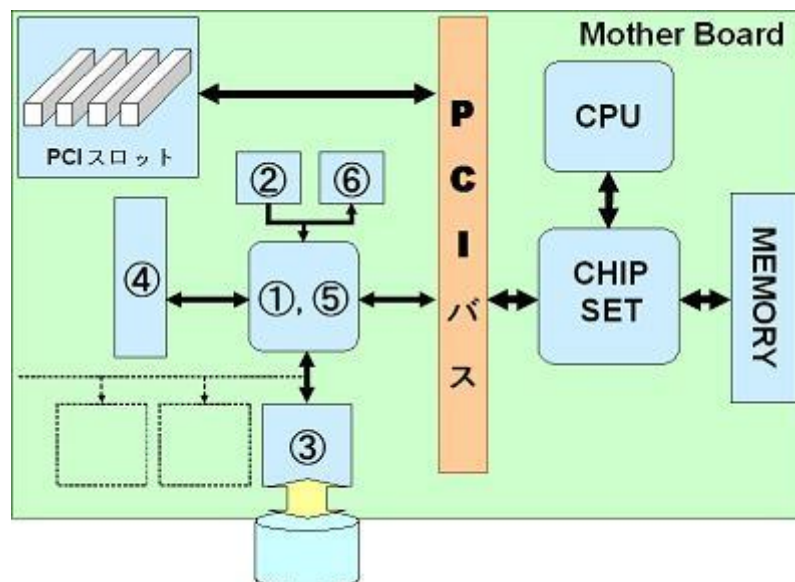 Mother Board
PCI スロット
PCIバス
CPU
②
⑥
④
①, ⑤
CHIP
SET
MEMORY
③